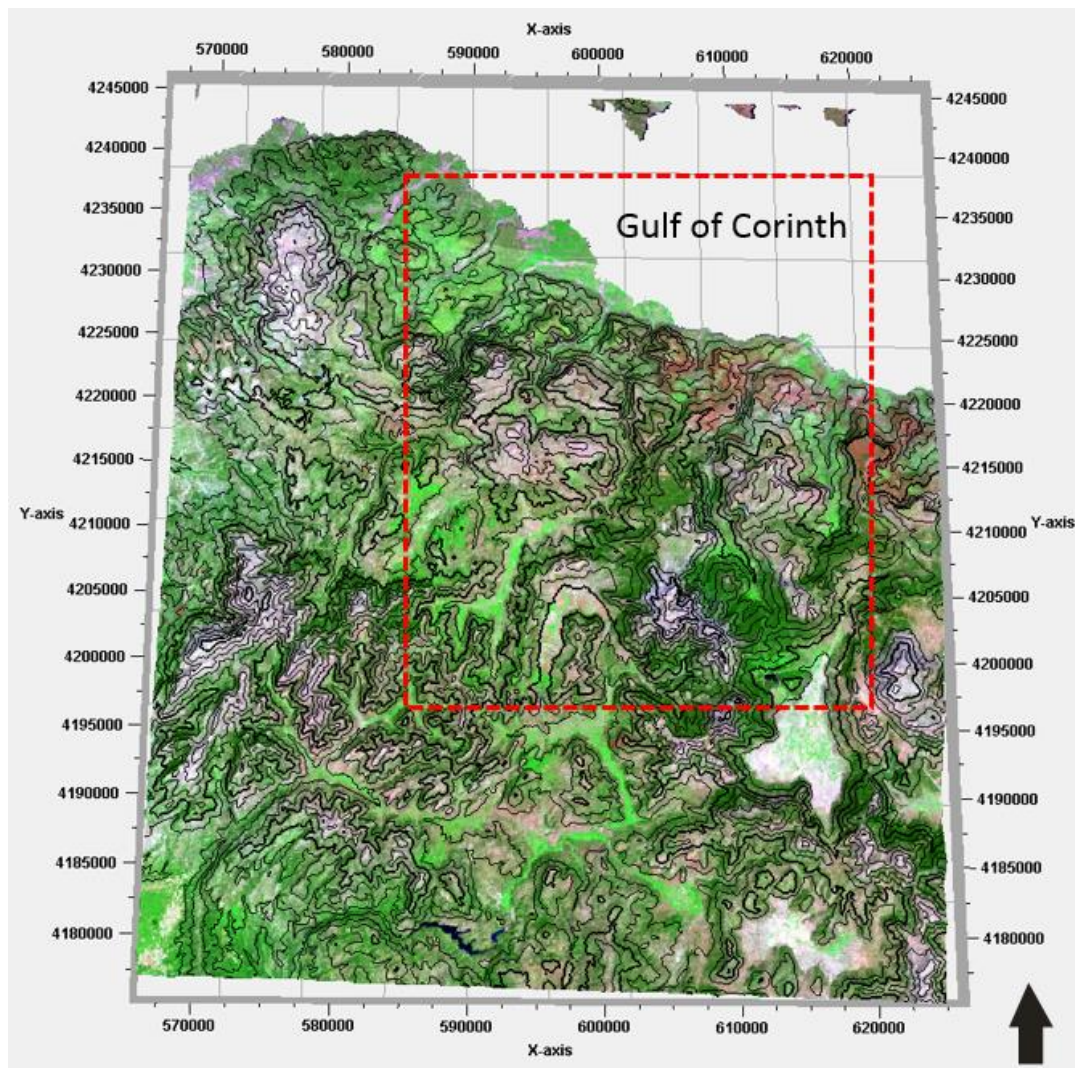 X-axis
570000 580000 590000 600000 610000 620000
4245000 4245000
4240000 4240000
4235000 4235000
Gulf of Corinth
4230000 4230000
4225000 4225000
4220000 4220000
4215000 4215000
Y-axis 4210000 4210000 Y-axis
4205000 4205000
4200000 4200000
4195000 4195000
4190000 4190000
4185000 4185000
4180000 4180000
570000 580000 590000 600000 610000 620000
X-axis